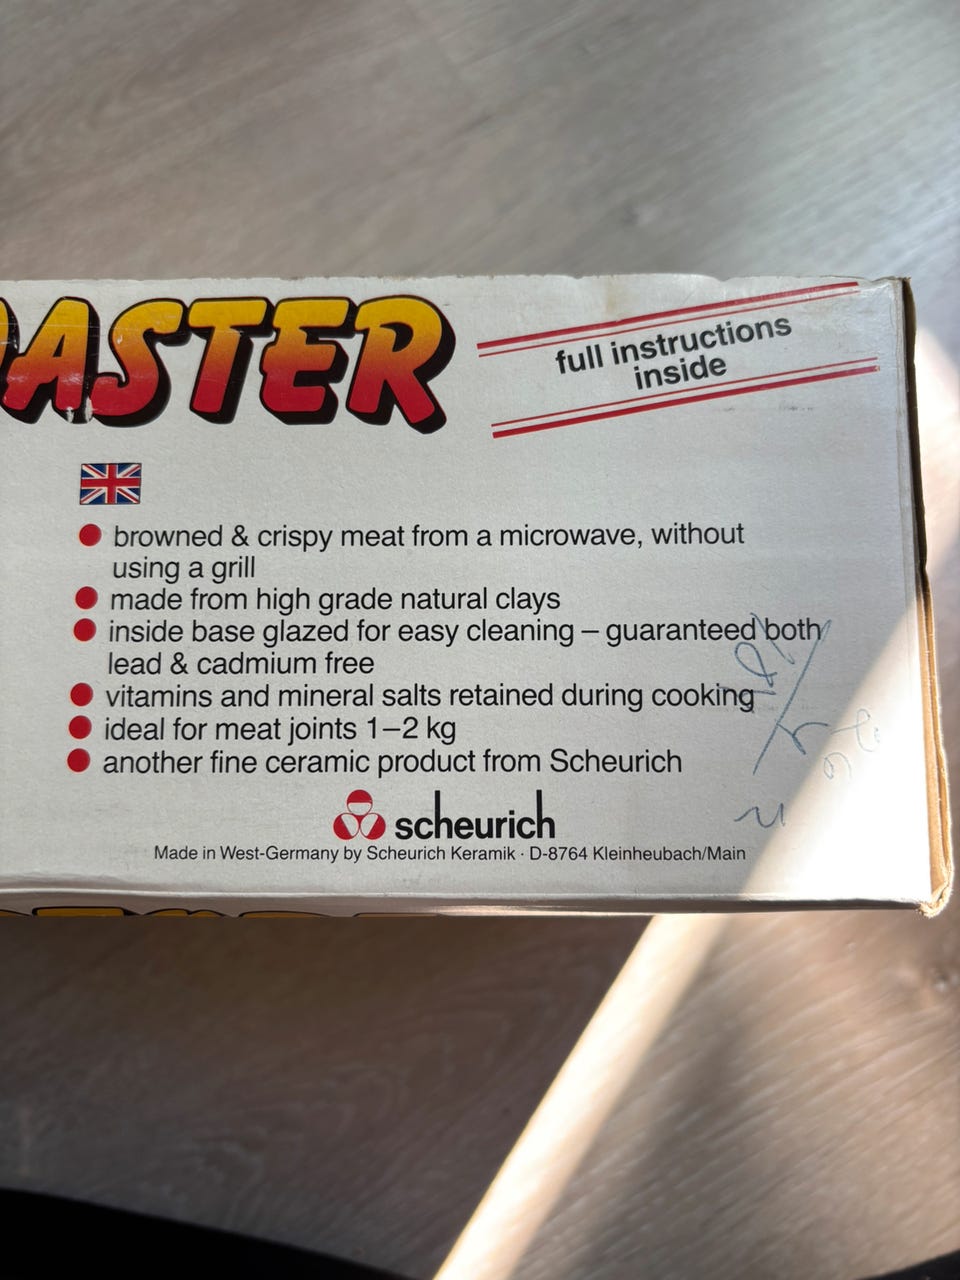 OASTER
full instructions
inside
browned & crispy meat from a microwave, without
using a grill
made from high grade natural clays
inside base glazed for easy cleaning – guaranteed both
lead & cadmium free
vitamins and mineral salts retained during cooking
ideal for meat joints 1–2 kg
another fine ceramic product from Scheurich
scheurich
Made in West-Germany by Scheurich Keramik · D-8764 Kleinheubach/Main